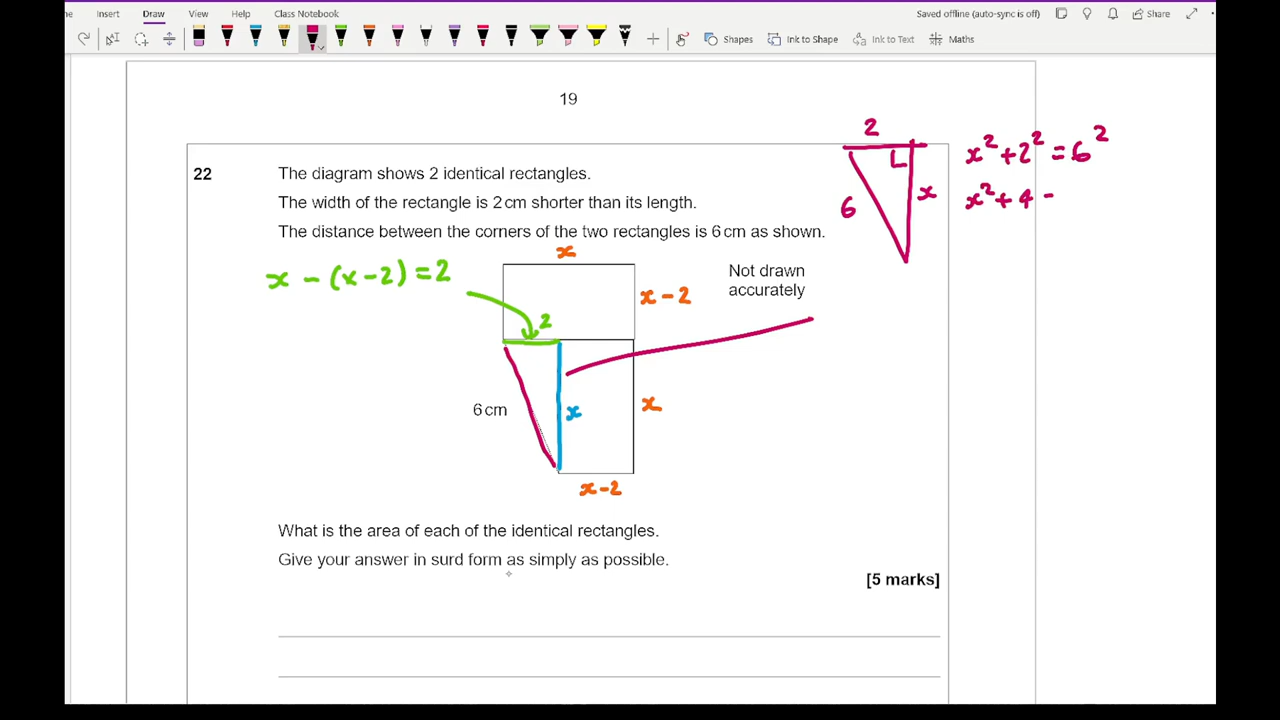 me Insert Draw View Help Class Notebook Saved offline (auto-sync is off) Share
Shapes Ink to Shape Ink to Text Maths
19
22 The diagram shows 2 identical rectangles.
The width of the rectangle is 2 cm shorter than its length.
The distance between the corners of the two rectangles is 6 cm as shown.
2
6
x
L
x² + 2² = 6²
x² + 4 =
x - (x-2) = 2
x
x - 2
Not drawn
accurately
2
6 cm
x
x
x-2
What is the area of each of the identical rectangles.
Give your answer in surd form as simply as possible.
[5 marks]